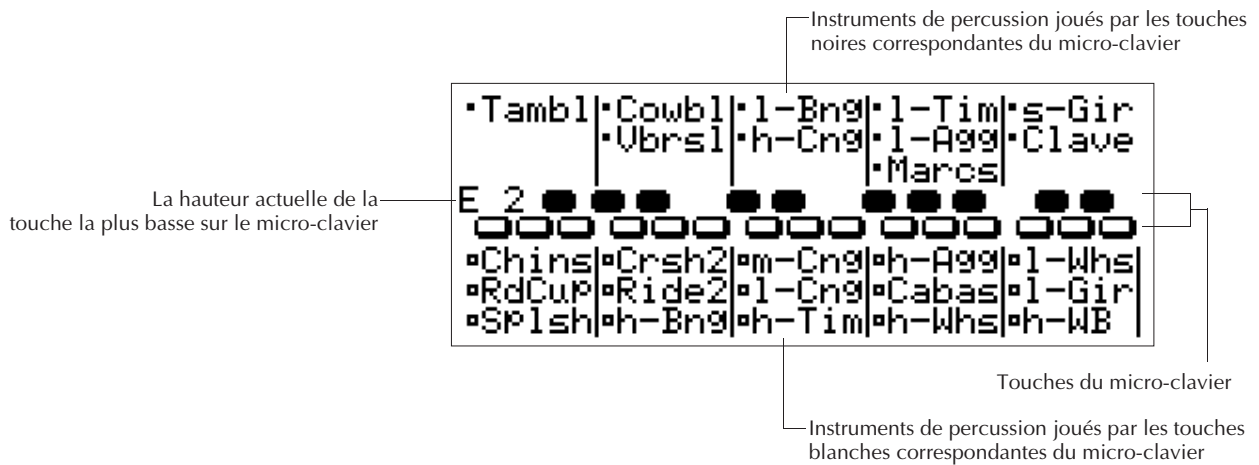 Instruments de percussion joués par les touches
noires correspondantes du micro-clavier
Tambl Cowbl l-Bng l-Tim s-Gir
Vbrsl h-Cng l-Agg Clave
Marcs
La hauteur actuelle de la
touche la plus basse sur le micro-clavier
E 2
Chins Crsh2 m-Cng h-Agg l-Whs
RdCuP Ride2 l-Cng Cabas l-Gir
SPlsh h-Bng h-Tim h-Whs h-WB
Touches du micro-clavier
Instruments de percussion joués par les touches
blanches correspondantes du micro-clavier